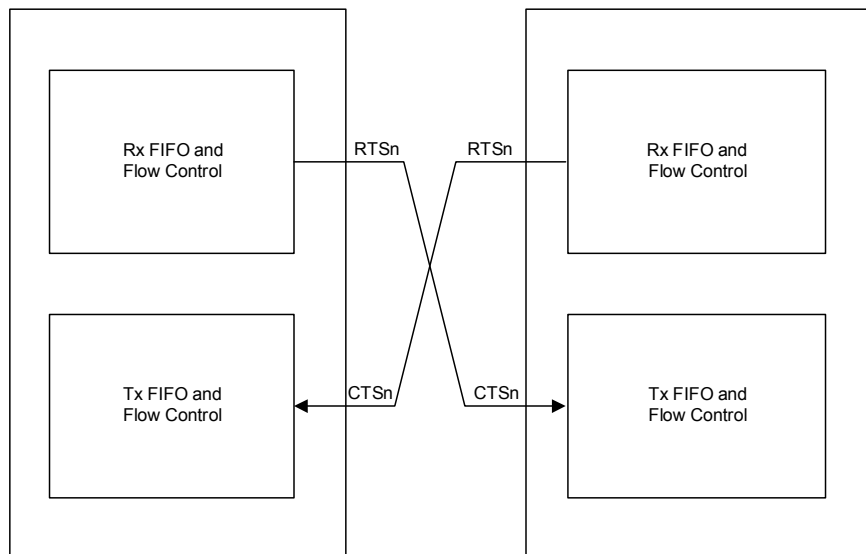 Rx FIFO and
Flow Control
RTSn
RTSn
Rx FIFO and
Flow Control
Tx FIFO and
Flow Control
CTSn
CTSn
Tx FIFO and
Flow Control